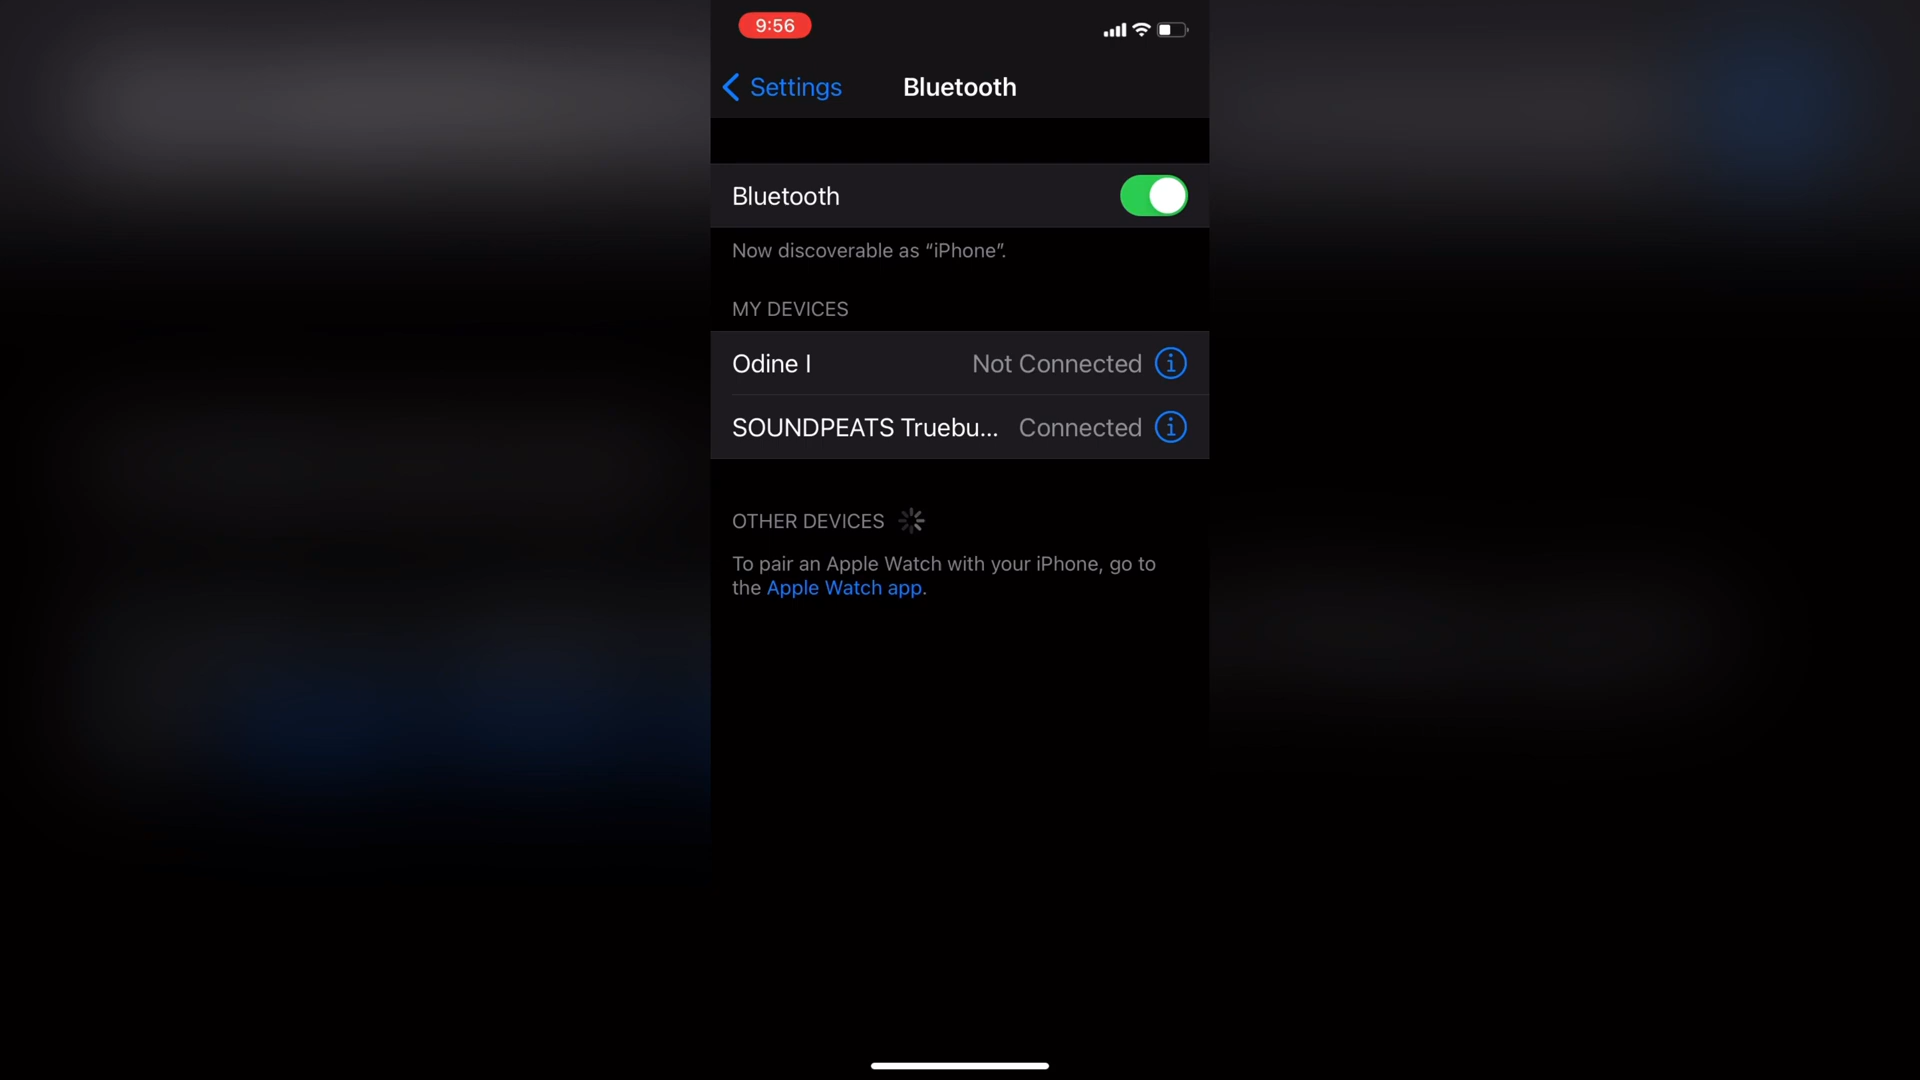 9:56
Settings
Bluetooth
Bluetooth
Now discoverable as “iPhone”.
MY DEVICES
Odine I Not Connected
SOUNDPEATS Truebu... Connected
OTHER DEVICES
To pair an Apple Watch with your iPhone, go to
the Apple Watch app.